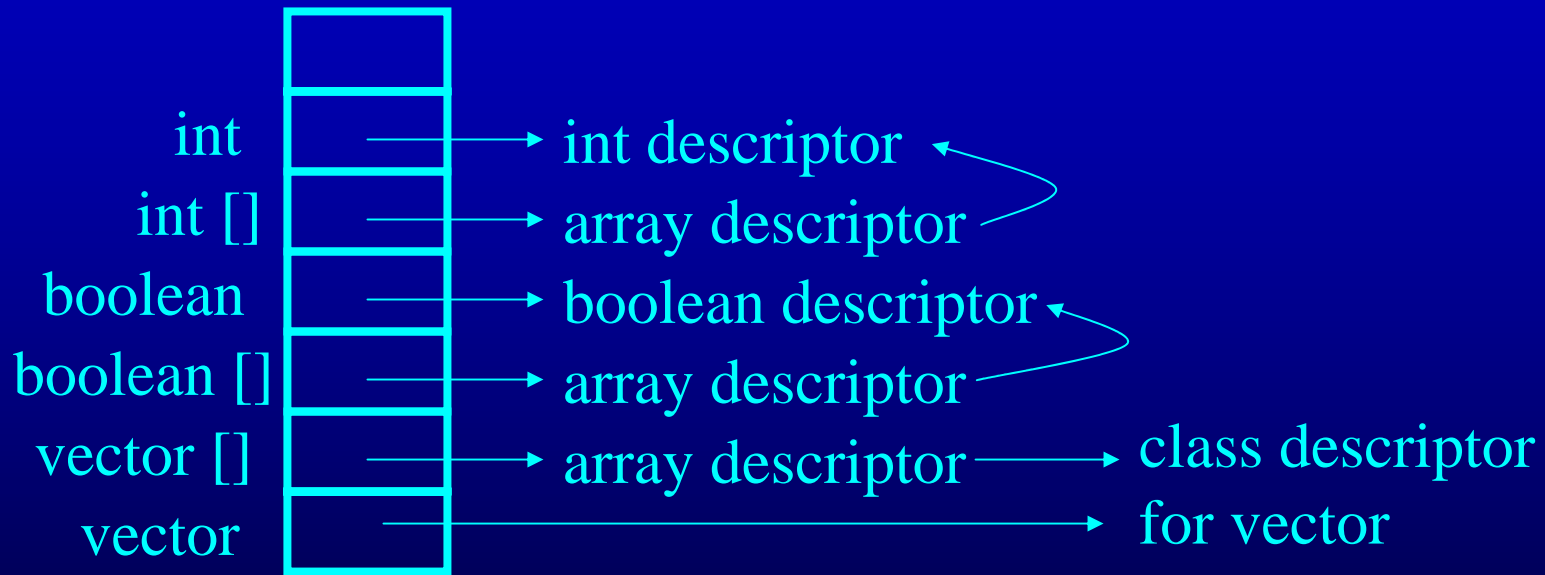 int
int descriptor
int []
array descriptor
boolean
boolean descriptor
boolean []
array descriptor
vector []
array descriptor
class descriptor
for vector
vector